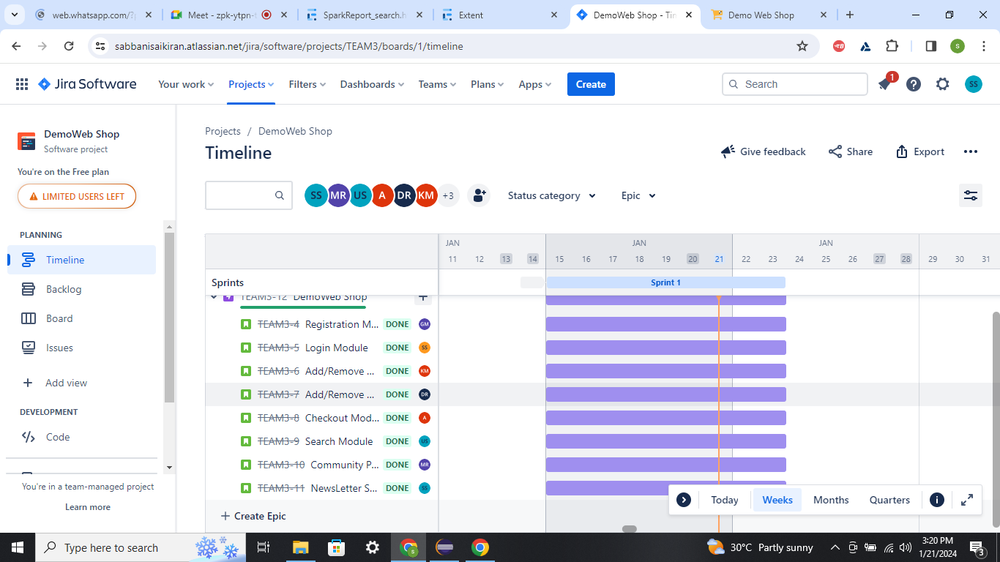 web.whatsapp.com/?p
Meet - zpk-ytpn-
SparkReport_search.h
Extent
DemoWeb Shop - Tim
Demo Web Shop
sabbanisaikiran.atlassian.net/jira/software/projects/TEAM3/boards/1/timeline
S
Jira Software
Your work
Projects
Filters
Dashboards
Teams
Plans
Apps
Create
Search
1
SS
DemoWeb Shop
Software project
You're on the Free plan
LIMITED USERS LEFT
PLANNING
Timeline
Backlog
Board
Issues
Add view
DEVELOPMENT
Code
You're in a team-managed project
Learn more
Projects / DemoWeb Shop
Timeline
Give feedback
Share
Export
SS MR US A DR KM +3
Status category
Epic
JAN JAN JAN
11 12 13 14 15 16 17 18 19 20 21 22 23 24 25 26 27 28 29 30 31
Sprints
Sprint 1
TEAM3-12 DemoWeb Shop
TEAM3-4 Registration M... DONE GM
TEAM3-5 Login Module DONE SS
TEAM3-6 Add/Remove ... DONE KM
TEAM3-7 Add/Remove ... DONE DR
TEAM3-8 Checkout Mod... DONE A
TEAM3-9 Search Module DONE US
TEAM3-10 Community P... DONE MR
TEAM3-11 NewsLetter S... DONE SS
Create Epic
Today
Weeks
Months
Quarters
Type here to search
30°C Partly sunny
3:20 PM
1/21/2024
3